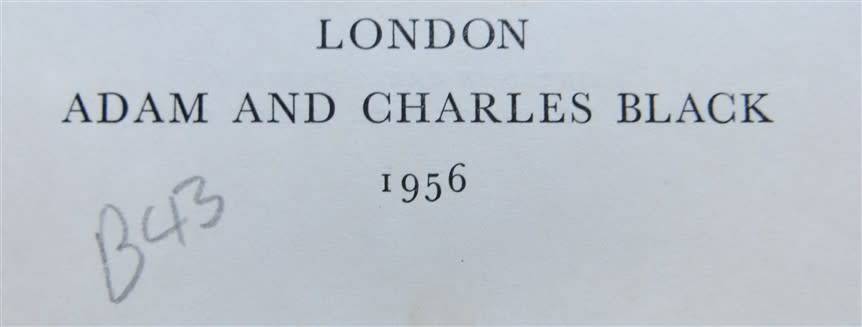 LONDON
ADAM AND CHARLES BLACK
1956
B43